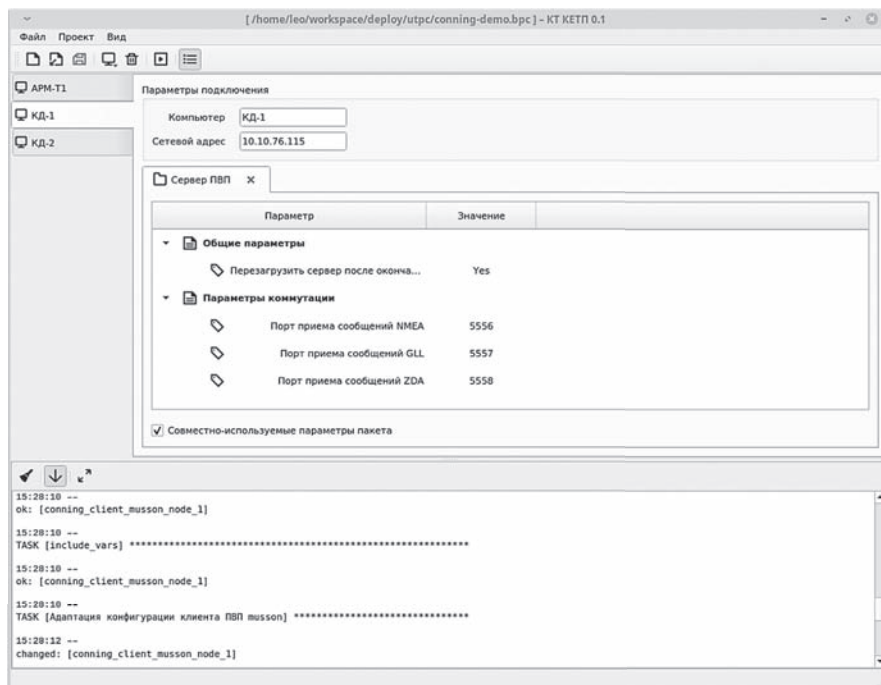 [ /home/leo/workspace/deploy/utpc/conning-demo.bpc ] - КТ КЕТП 0.1
Файл Проект Вид
АРМ-Т1
КД-1
КД-2
Параметры подключения
Компьютер КД-1
Сетевой адрес 10.10.76.115
Сервер ПВП
Параметр Значение
Общие параметры
Перезагрузить сервер после оконча... Yes
Параметры коммутации
Порт приема сообщений NMEA 5556
Порт приема сообщений GLL 5557
Порт приема сообщений ZDA 5558
Совместно-используемые параметры пакета
15:28:10 --
ok: [conning_client_musson_node_1]
15:28:10 --
TASK [include_vars] ************************************************************
15:28:10 --
ok: [conning_client_musson_node_1]
15:28:10 --
TASK [Адаптация конфигурации клиента ПВП musson] *******************************
15:28:12 --
changed: [conning_client_musson_node_1]